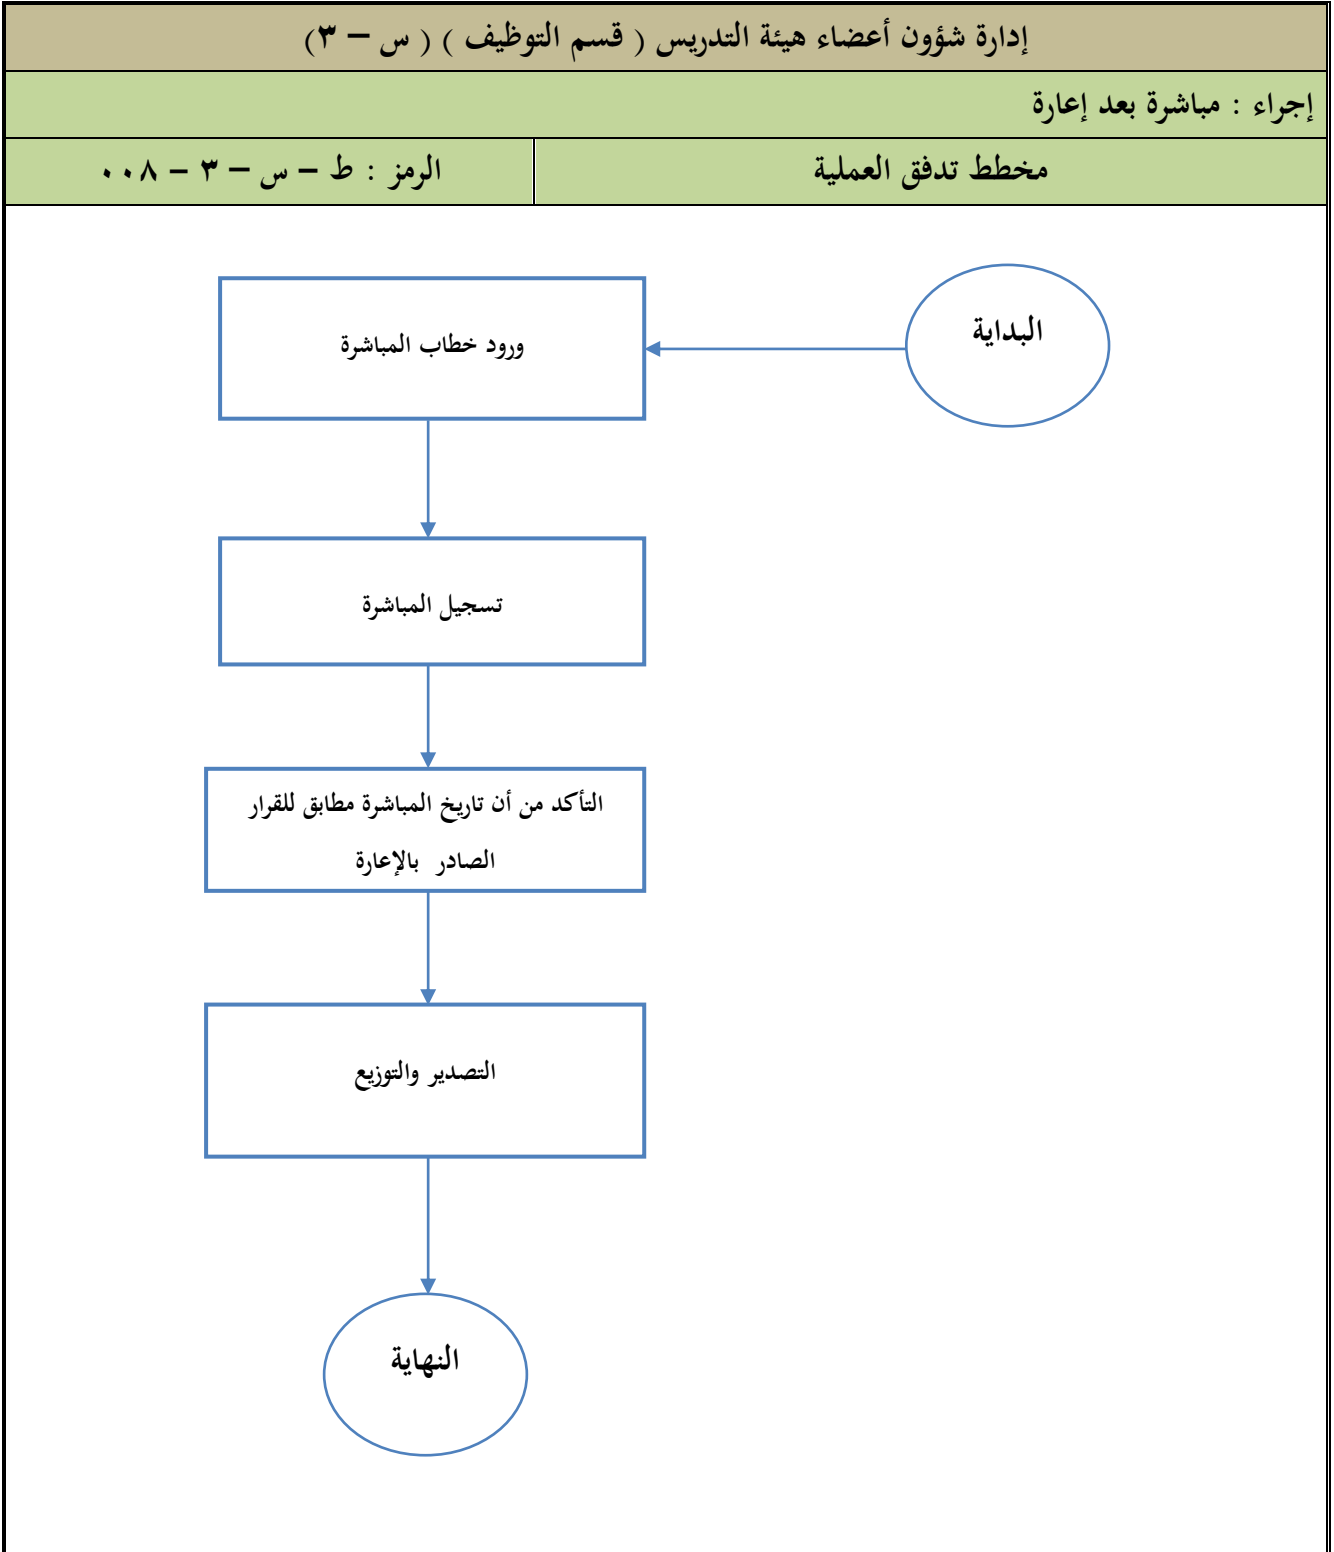 إدارة شؤون أعضاء هيئة التدريس ( قسم التوظيف ) ( س – ٣)
إجراء : مباشرة بعد إعارة
مخطط تدفق العملية
الرمز : ط – س – ٣ – ٠٠٨
البداية
ورود خطاب المباشرة
تسجيل المباشرة
التأكد من أن تاريخ المباشرة مطابق للقرار
الصادر بالإعارة
التصدير والتوزيع
النهاية